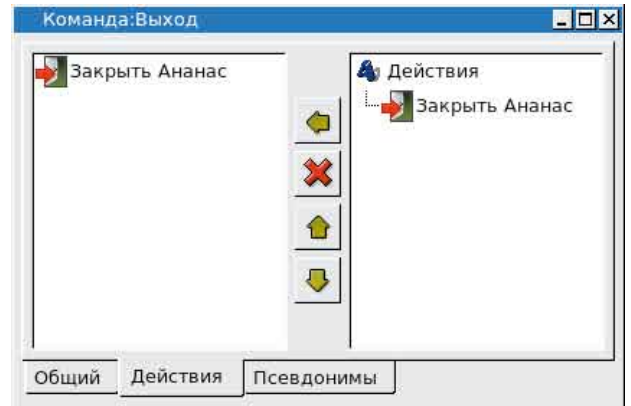 Команда:Выход
Закрыть Ананас
Действия
Закрыть Ананас
Общий
Действия
Псевдонимы